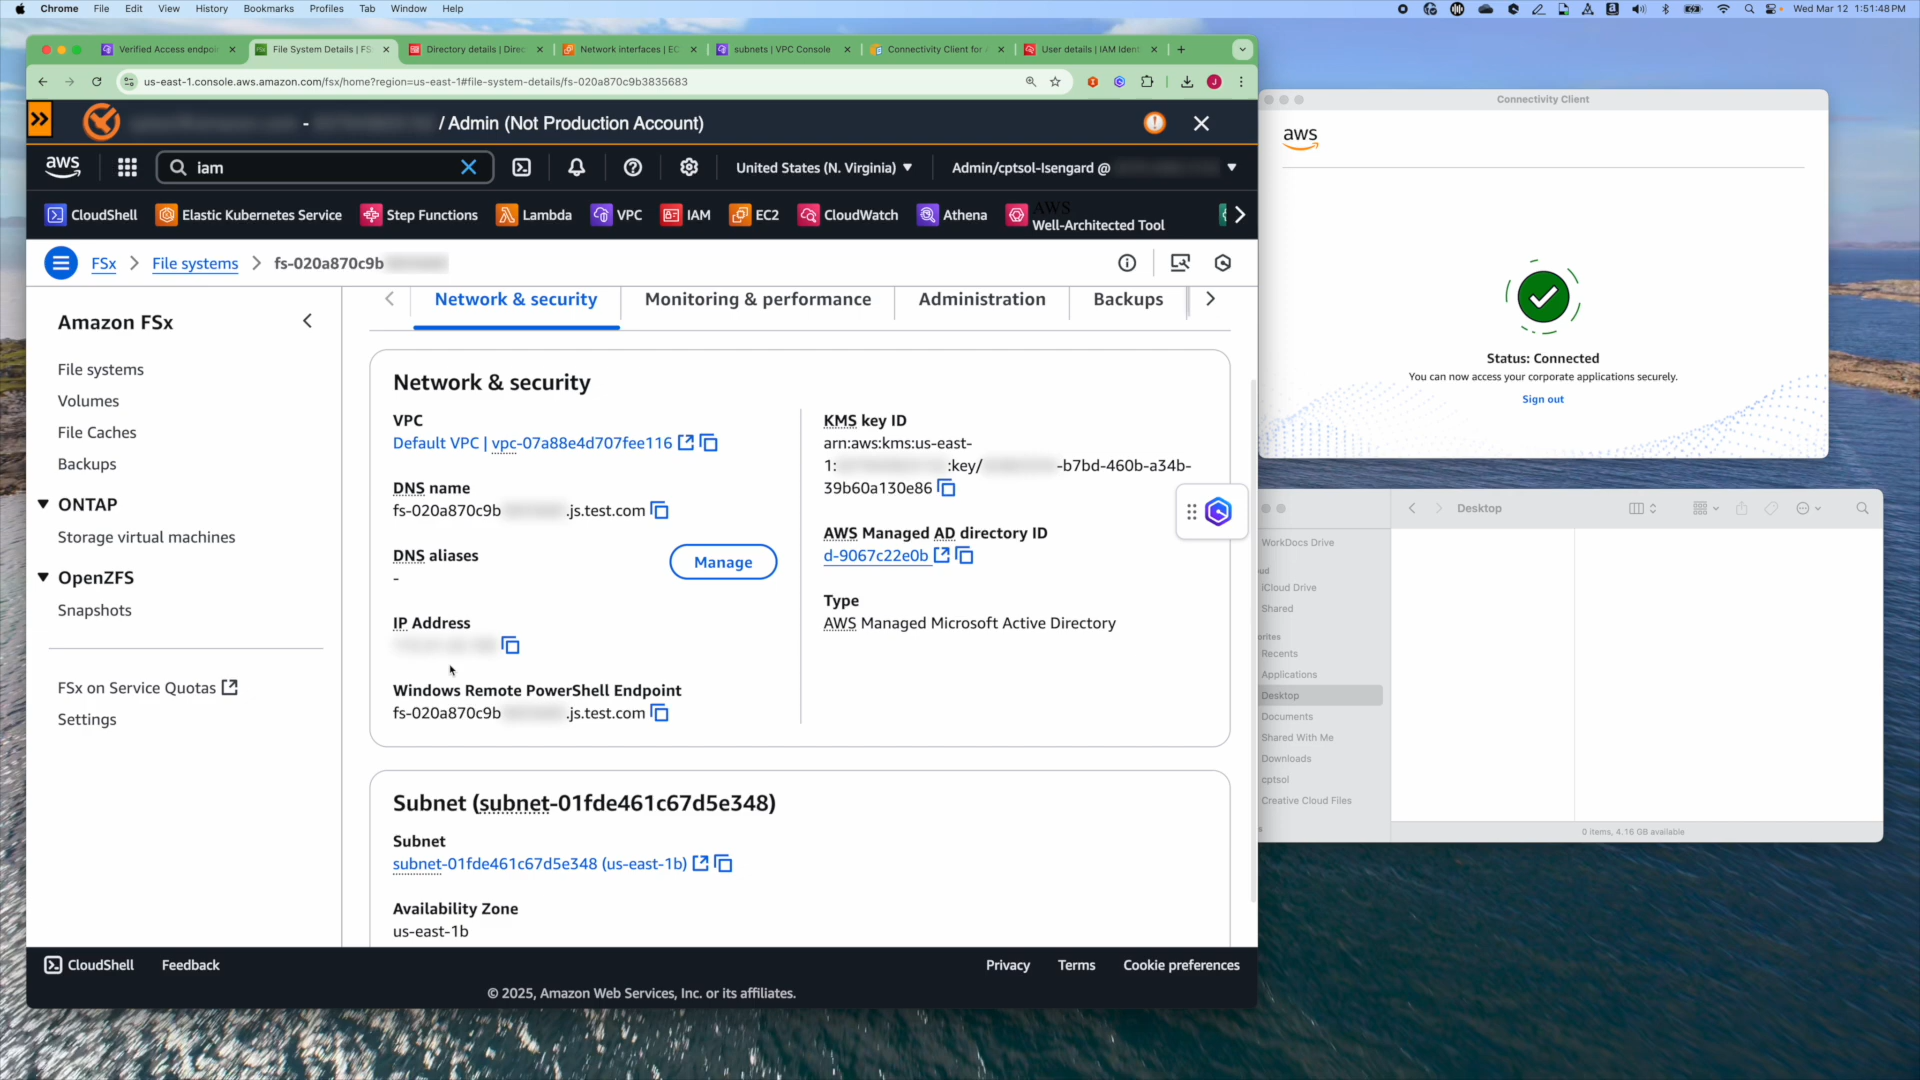 Chrome File Edit View History Bookmarks Profiles Tab Window Help Wed Mar 12 1:51:48 PM
Verified Access endpoi File System Details | FS Directory details | Direc Network interfaces | EC subnets | VPC Console Connectivity Client for User details | IAM Ident
us-east-1.console.aws.amazon.com/fsx/home?region=us-east-1#file-system-details/fs-020a870c9b3835683
- / Admin (Not Production Account)
aws iam United States (N. Virginia) Admin/cptsol-Isengard @
CloudShell Elastic Kubernetes Service Step Functions Lambda VPC IAM EC2 CloudWatch Athena AWS Well-Architected Tool
FSx File systems fs-020a870c9b
Amazon FSx
File systems
Volumes
File Caches
Backups
ONTAP
Storage virtual machines
OpenZFS
Snapshots
FSx on Service Quotas
Settings
Network & security Monitoring & performance Administration Backups
Network & security
VPC
Default VPC | vpc-07a88e4d707fee116
DNS name
fs-020a870c9b .js.test.com
DNS aliases
-
Manage
IP Address
Windows Remote PowerShell Endpoint
fs-020a870c9b .js.test.com
KMS key ID
arn:aws:kms:us-east-
1: :key/ -b7bd-460b-a34b-
39b60a130e86
AWS Managed AD directory ID
d-9067c22e0b
Type
AWS Managed Microsoft Active Directory
Subnet (subnet-01fde461c67d5e348)
Subnet
subnet-01fde461c67d5e348 (us-east-1b)
Availability Zone
us-east-1b
CloudShell Feedback Privacy Terms Cookie preferences
© 2025, Amazon Web Services, Inc. or its affiliates.
Connectivity Client
aws
Status: Connected
You can now access your corporate applications securely.
Sign out
Desktop
WorkDocs Drive
ud
iCloud Drive
Shared
orites
Recents
Applications
Desktop
Documents
Shared With Me
Downloads
cptsol
Creative Cloud Files
s
0 items, 4.16 GB available